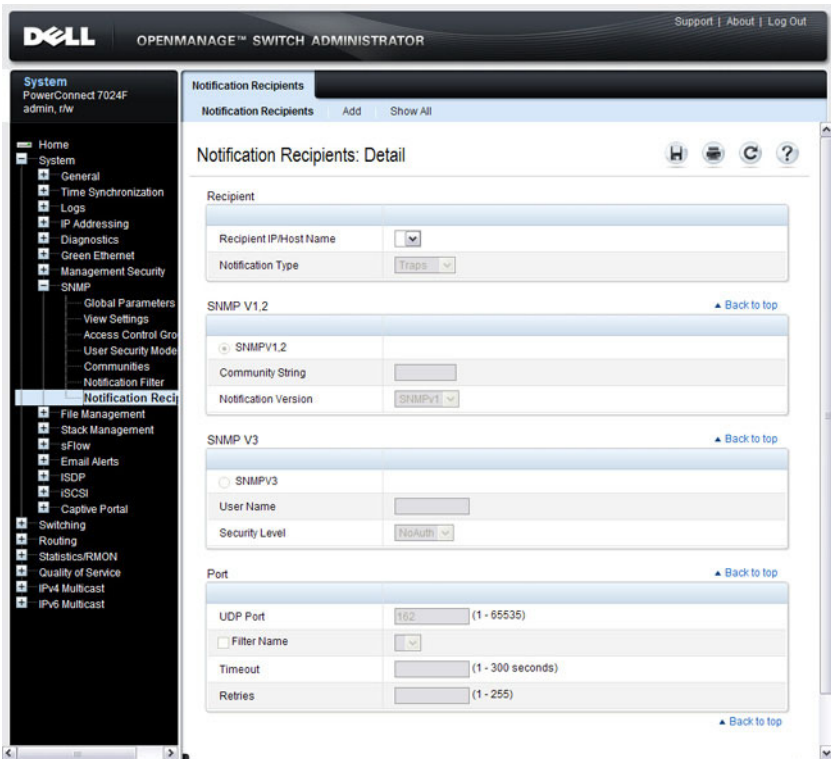 Support | About | Log Out
DELL OPENMANAGE™ SWITCH ADMINISTRATOR
System
PowerConnect 7024F
admin, r/w
Home
System
General
Time Synchronization
Logs
IP Addressing
Diagnostics
Green Ethernet
Management Security
SNMP
Global Parameters
View Settings
Access Control Gro
User Security Mode
Communities
Notification Filter
Notification Recip
File Management
Stack Management
sFlow
Email Alerts
ISDP
iSCSI
Captive Portal
Switching
Routing
Statistics/RMON
Quality of Service
IPv4 Multicast
IPv6 Multicast
Notification Recipients
Notification Recipients Add Show All
Notification Recipients: Detail
Recipient
Recipient IP/Host Name
Notification Type Traps
SNMP V1,2 Back to top
SNMPV1,2
Community String
Notification Version SNMPv1
SNMP V3 Back to top
SNMPV3
User Name
Security Level NoAuth
Port Back to top
UDP Port 162 (1 - 65535)
Filter Name
Timeout (1 - 300 seconds)
Retries (1 - 255)
Back to top